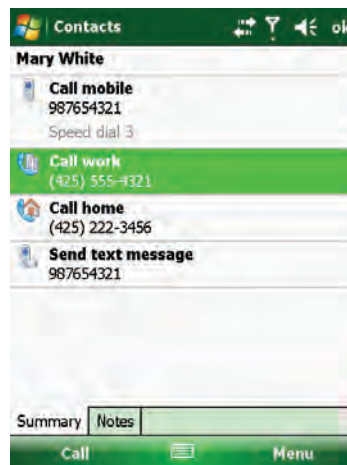 Contacts
ok
Mary White
Call mobile
987654321
Speed dial 3
Call work
(425) 555-4321
Call home
(425) 222-3456
Send text message
987654321
Summary Notes
Call Menu